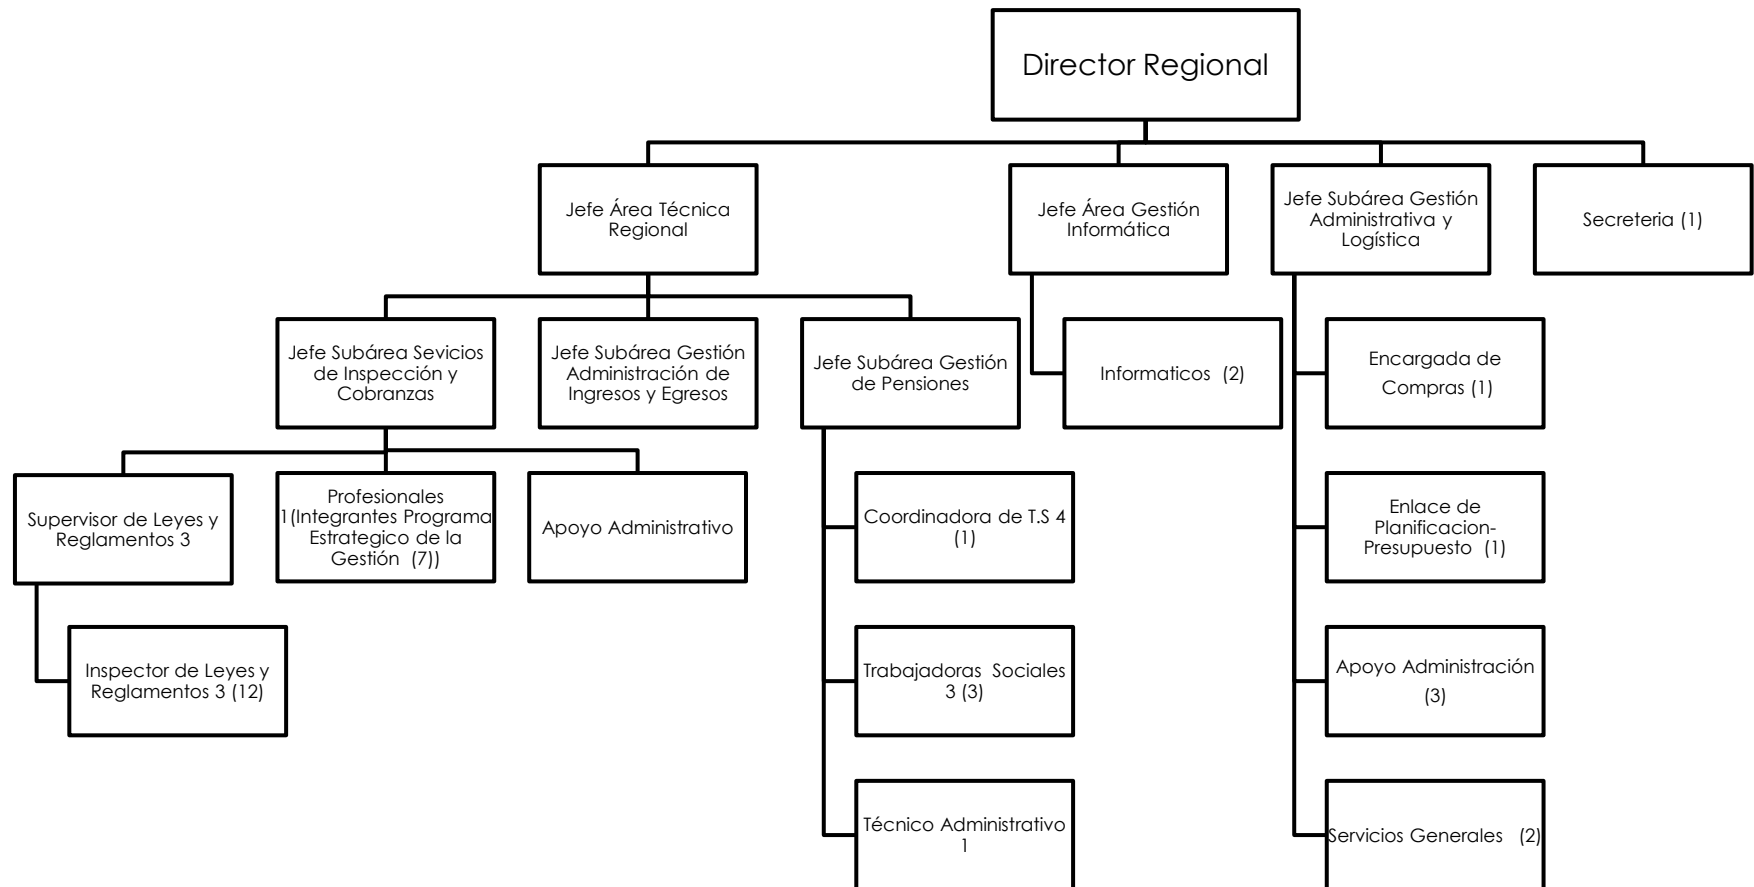 Director Regional
Jefe Área Técnica
Regional
Jefe Área Gestión
Informática
Jefe Subárea Gestión
Administrativa y
Logística
Secreteria (1)
Jefe Subárea Sevicios
de Inspección y
Cobranzas
Jefe Subárea Gestión
Administración de
Ingresos y Egresos
Jefe Subárea Gestión
de Pensiones
Informaticos (2)
Encargada de
Compras (1)
Supervisor de Leyes y
Reglamentos 3
Profesionales
1(Integrantes Programa
Estrategico de la
Gestión (7))
Apoyo Administrativo
Coordinadora de T.S 4
(1)
Enlace de
Planificacion-
Presupuesto (1)
Inspector de Leyes y
Reglamentos 3 (12)
Trabajadoras Sociales
3 (3)
Apoyo Administración
(3)
Técnico Administrativo
1
Servicios Generales (2)